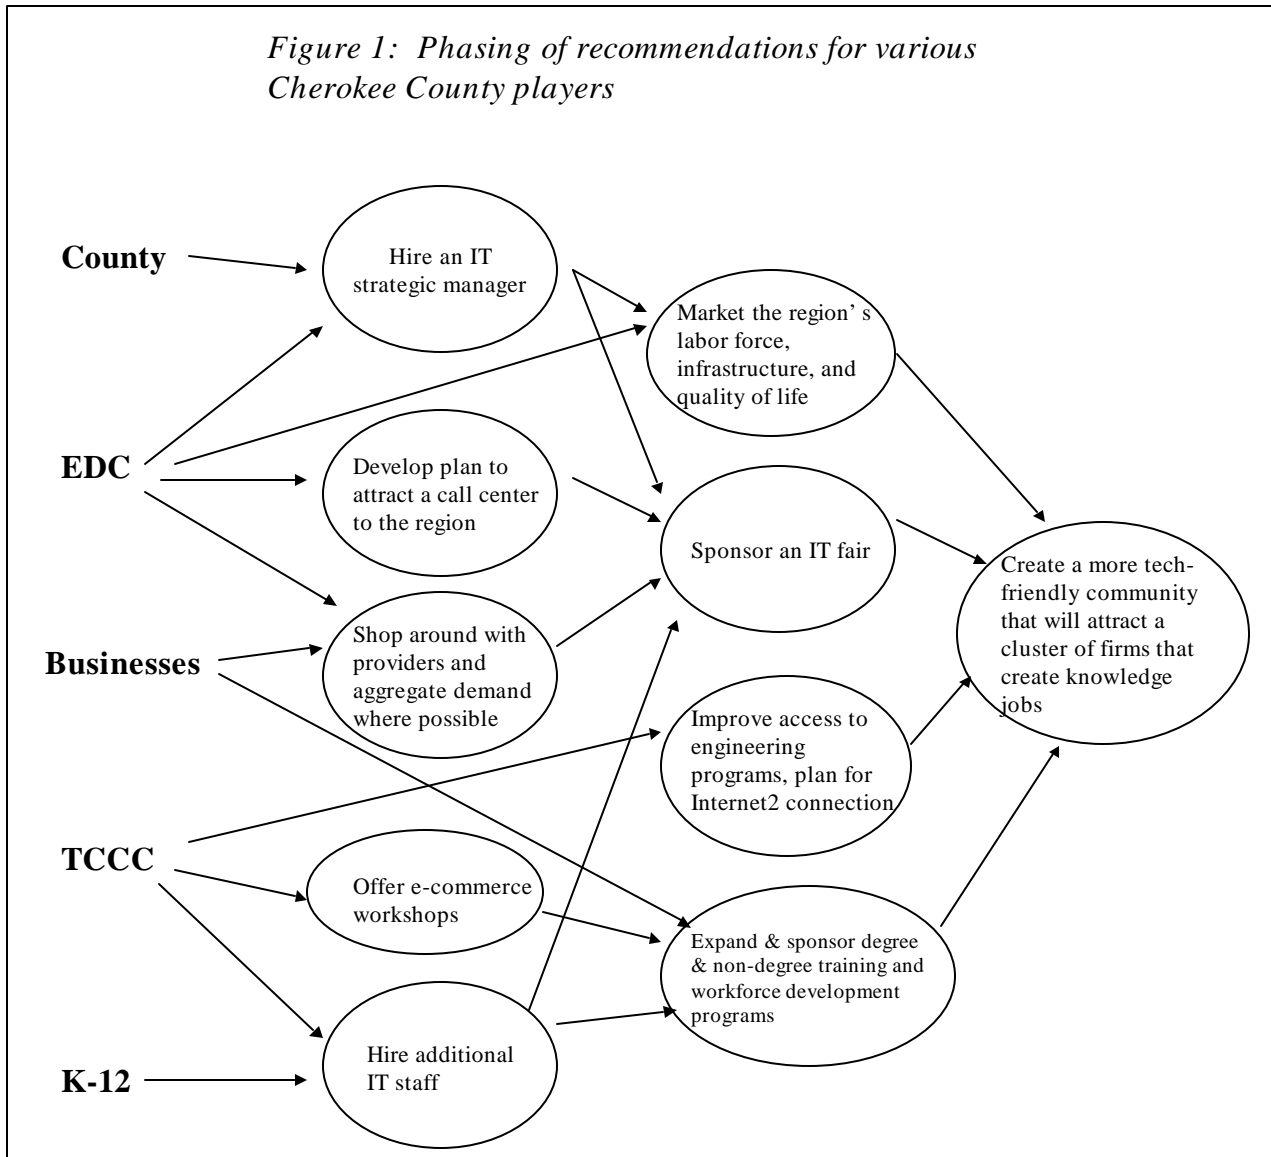 Figure 1:  Phasing of recommendations for various
Cherokee County players
County
Hire an IT
strategic manager
Market the region' s
labor force,
infrastructure, and
quality of life
EDC
Develop plan to
attract a call center
to the region
Sponsor an IT fair
Create a more tech-
friendly community
that will attract a
cluster of firms that
create knowledge
jobs
Businesses
Shop around with
providers and
aggregate demand
where possible
Improve access to
engineering
programs, plan for
Internet2 connection
TCCC
Offer e-commerce
workshops
Expand & sponsor degree
& non-degree training and
workforce development
programs
K-12
Hire additional
IT staff